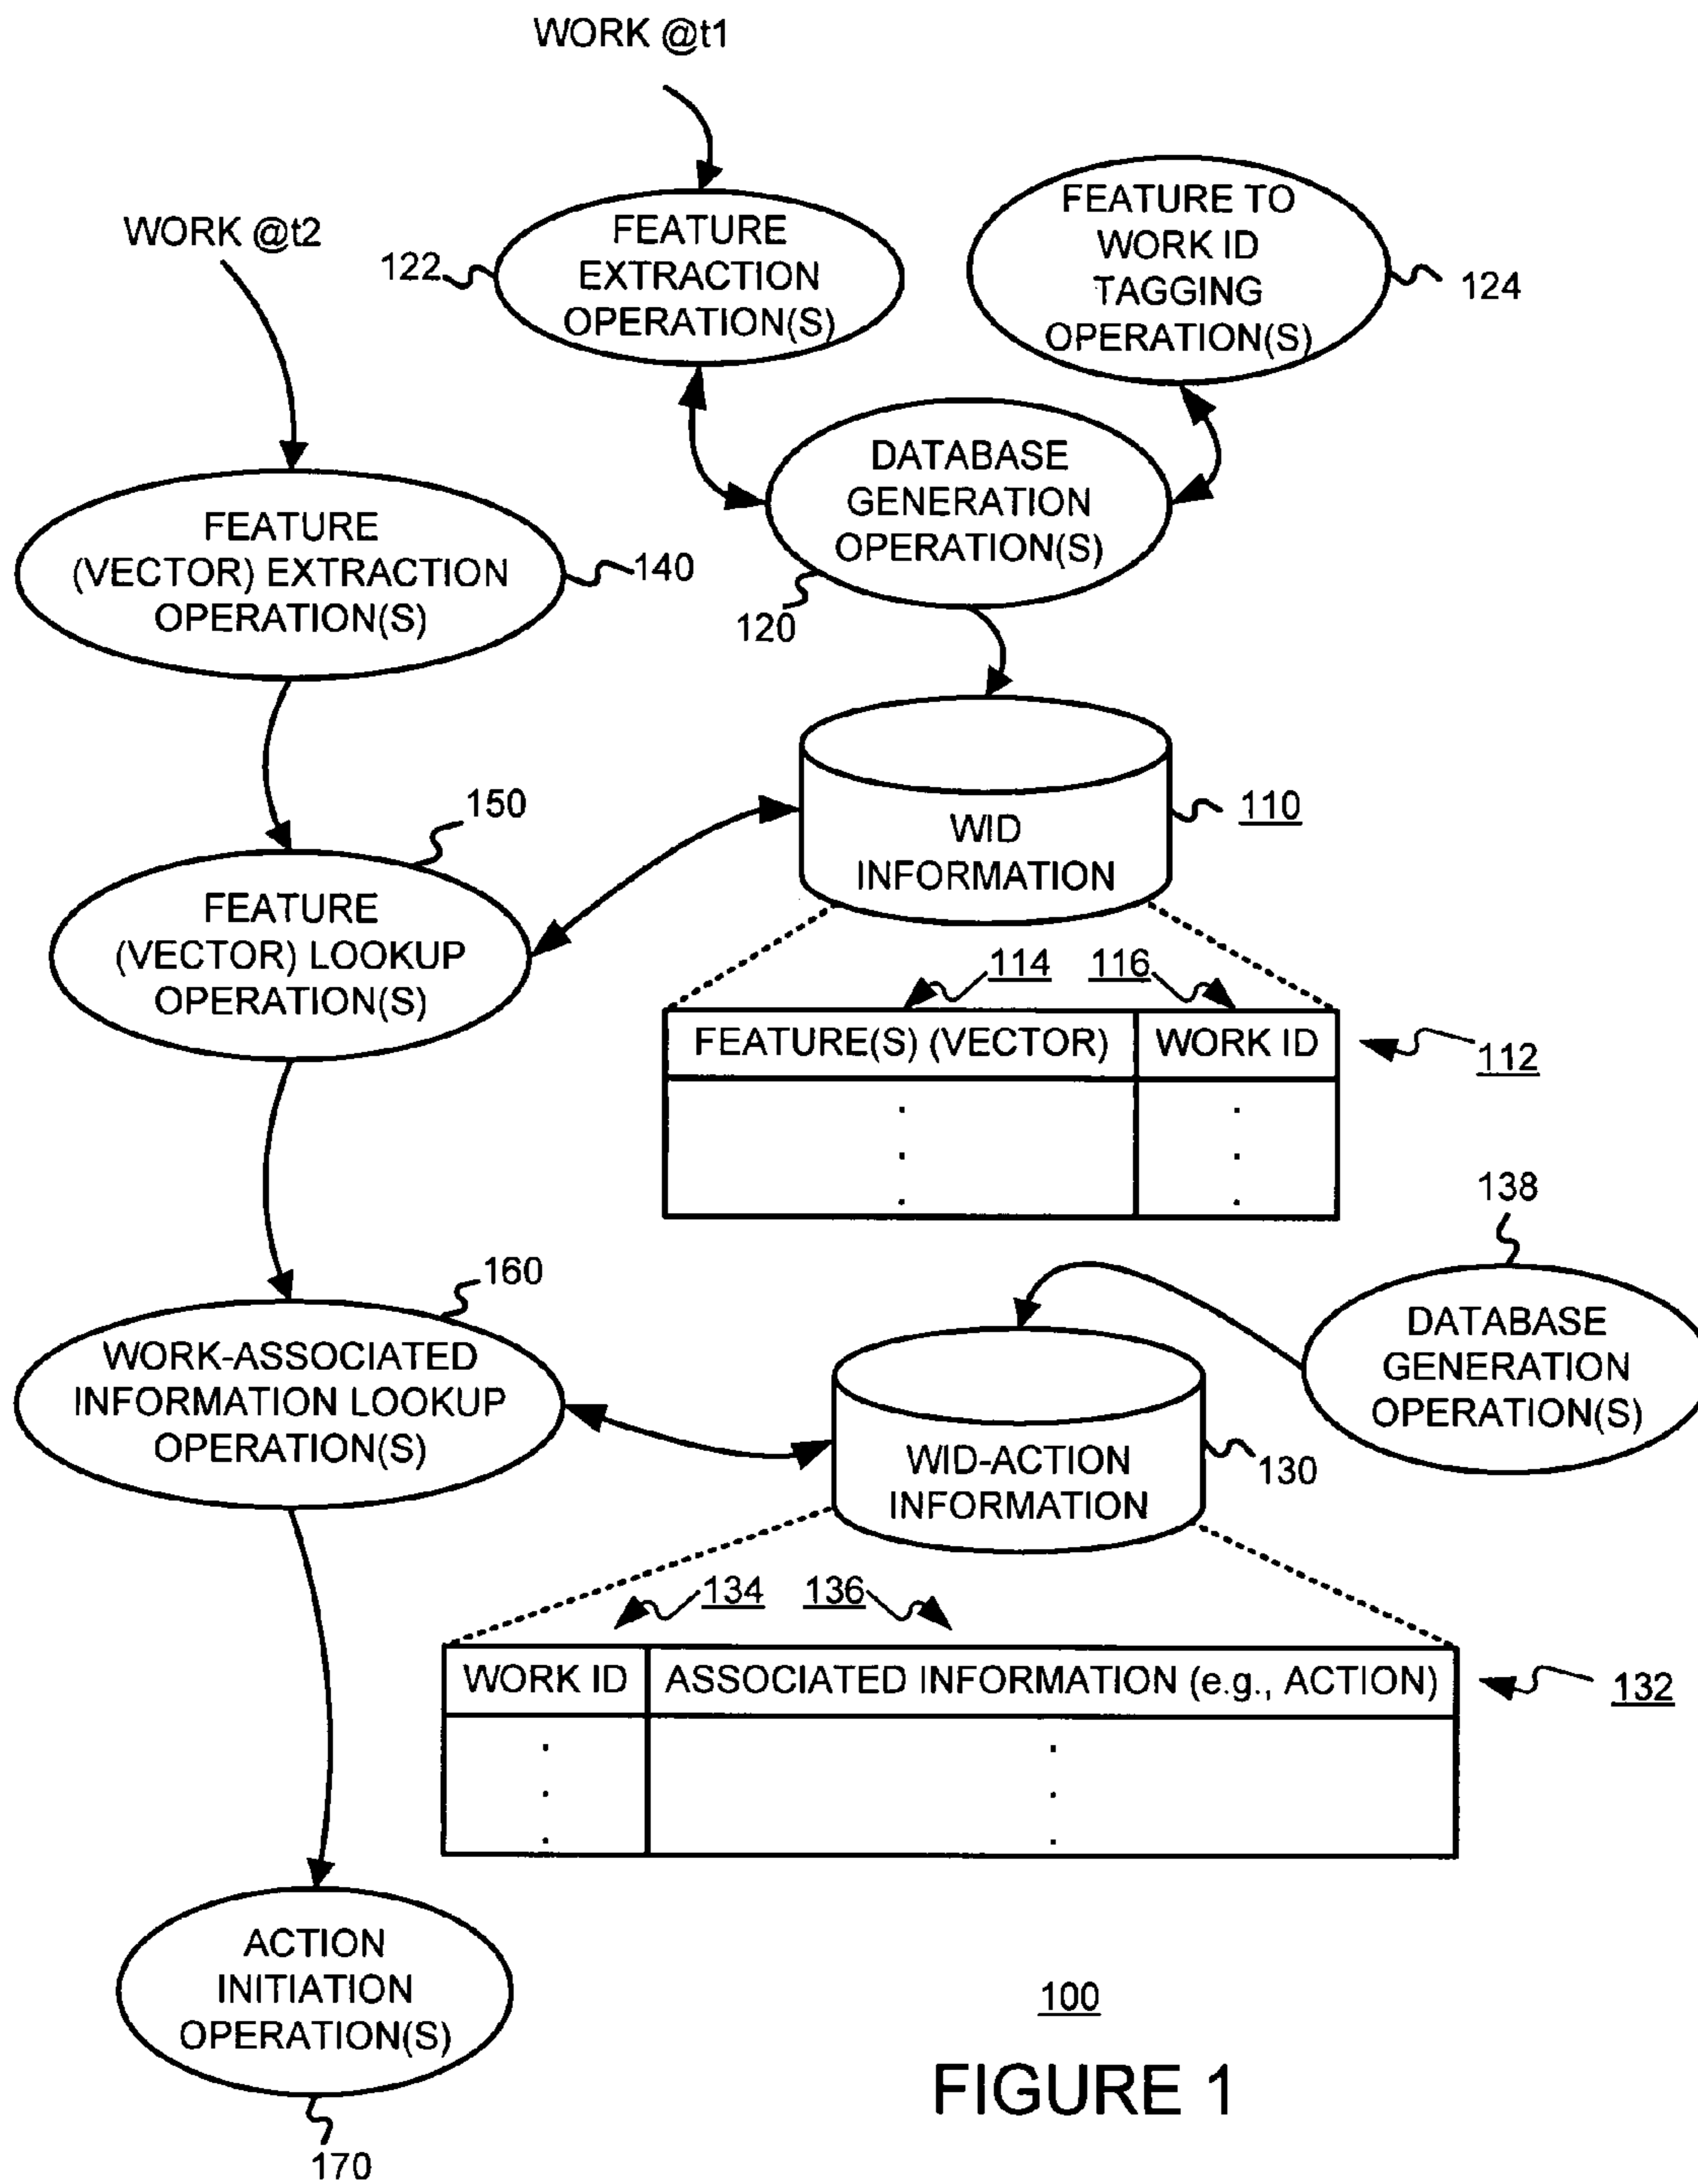 WORK @t1
WORK @t2
122
FEATURE
EXTRACTION
OPERATION(S)
FEATURE TO
WORK ID
TAGGING
OPERATION(S)
124
DATABASE
GENERATION
OPERATION(S)
120
FEATURE
(VECTOR) EXTRACTION
OPERATION(S)
140
WID
INFORMATION
110
150
FEATURE
(VECTOR) LOOKUP
OPERATION(S)
114
116
FEATURE(S) (VECTOR)
WORK ID
112
.
.
.
.
.
.
138
DATABASE
GENERATION
OPERATION(S)
160
WORK-ASSOCIATED
INFORMATION LOOKUP
OPERATION(S)
WID-ACTION
INFORMATION
130
134
136
WORK ID
ASSOCIATED INFORMATION (e.g., ACTION)
132
.
.
.
.
.
.
ACTION
INITIATION
OPERATION(S)
170
100
FIGURE 1